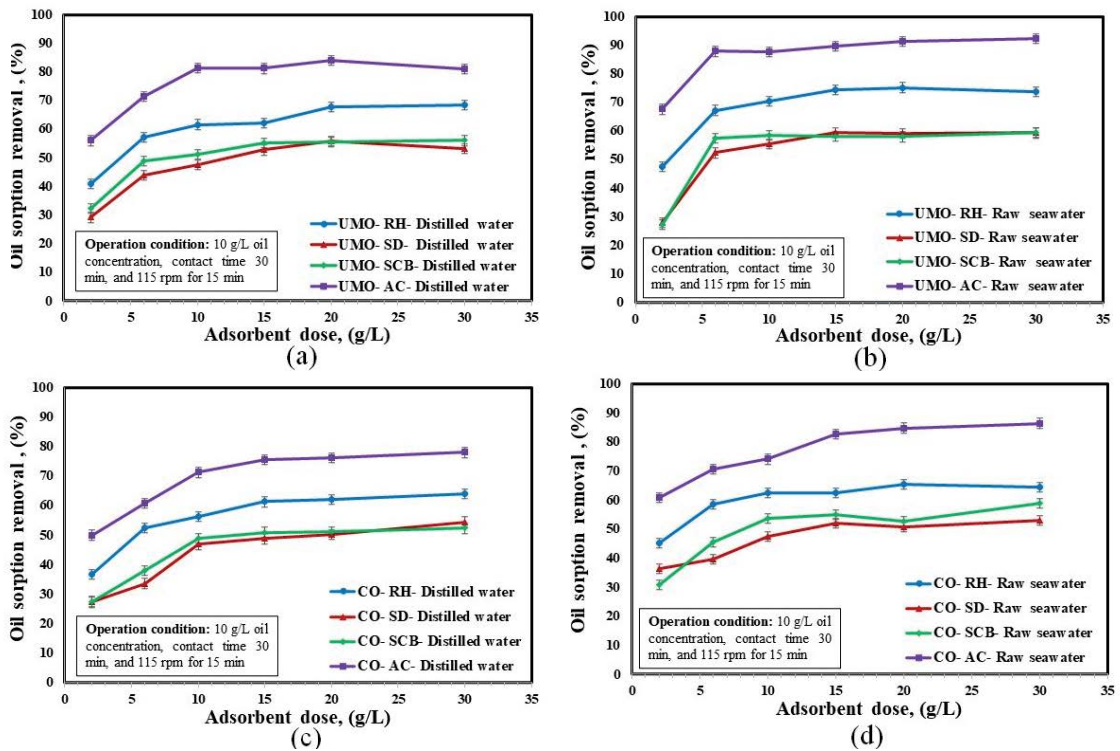 100
90
80
70
60
50
40
30
20
10
0
Oil sorption removal , (%)
UMO- RH- Distilled water
UMO- SD- Distilled water
UMO- SCB- Distilled water
UMO- AC- Distilled water
Operation condition: 10 g/L oil
concentration, contact time 30
min, and 115 rpm for 15 min
0 5 10 15 20 25 30 35
Adsorbent dose, (g/L)
(a)
100
90
80
70
60
50
40
30
20
10
0
Oil sorption removal , (%)
UMO- RH- Raw seawater
UMO- SD- Raw seawater
UMO- SCB- Raw seawater
UMO- AC- Raw seawater
Operation condition: 10 g/L oil
concentration, contact time 30
min, and 115 rpm for 15 min
0 5 10 15 20 25 30 35
Adsorbent dose, (g/L)
(b)
100
90
80
70
60
50
40
30
20
10
0
Oil sorption removal , (%)
CO- RH- Distilled water
CO- SD- Distilled water
CO- SCB- Distilled water
CO- AC- Distilled water
Operation condition: 10 g/L oil
concentration, contact time 30
min, and 115 rpm for 15 min
0 5 10 15 20 25 30 35
Adsorbent dose, (g/L)
(c)
100
90
80
70
60
50
40
30
20
10
0
Oil sorption removal , (%)
CO- RH- Raw seawater
CO- SD- Raw seawater
CO- SCB- Raw seawater
CO- AC- Raw seawater
Operation condition: 10 g/L oil
concentration, contact time 30
min, and 115 rpm for 15 min
0 5 10 15 20 25 30 35
Adsorbent dose, (g/L)
(d)